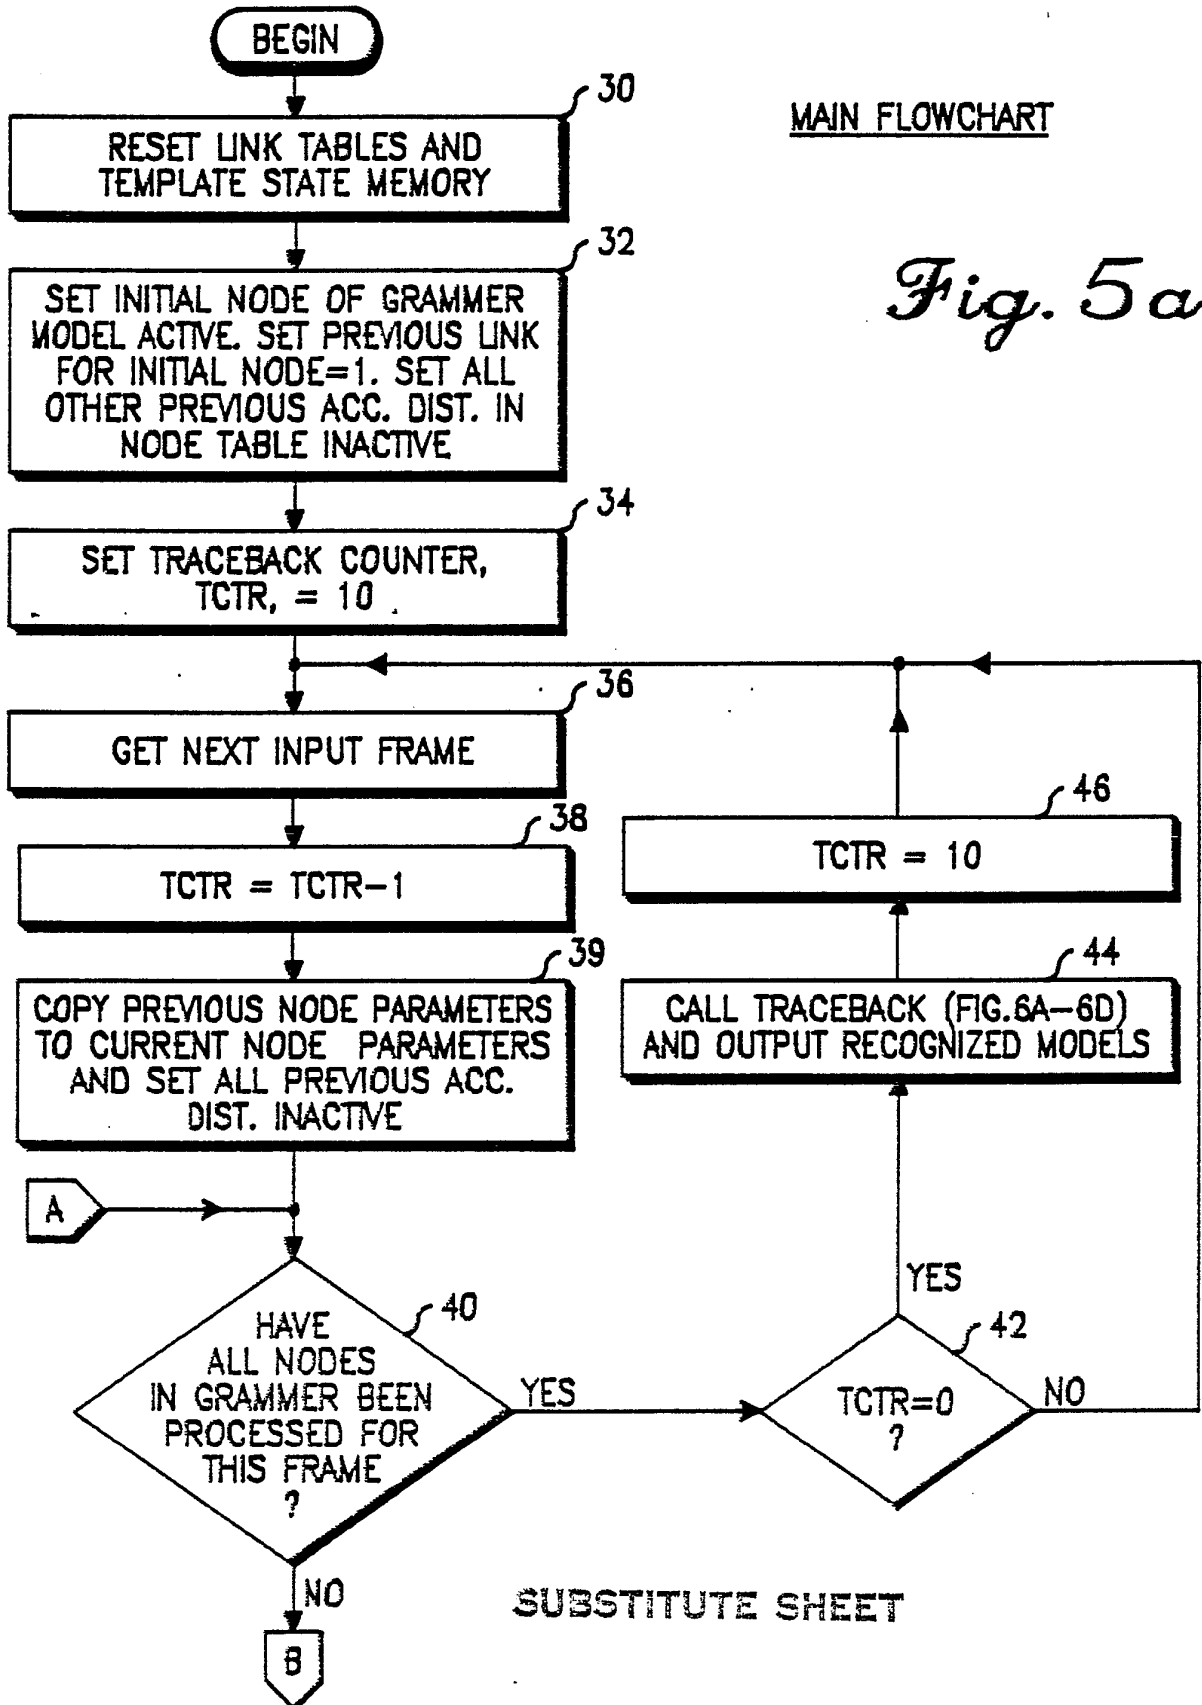 BEGIN
30
MAIN FLOWCHART
RESET LINK TABLES AND
TEMPLATE STATE MEMORY
32
Fig. 5a
SET INITIAL NODE OF GRAMMER
MODEL ACTIVE. SET PREVIOUS LINK
FOR INITIAL NODE=1. SET ALL
OTHER PREVIOUS ACC. DIST. IN
NODE TABLE INACTIVE
34
SET TRACEBACK COUNTER,
TCTR, = 10
36
GET NEXT INPUT FRAME
38
TCTR = TCTR-1
46
TCTR = 10
39
COPY PREVIOUS NODE PARAMETERS
TO CURRENT NODE PARAMETERS
AND SET ALL PREVIOUS ACC.
DIST. INACTIVE
44
CALL TRACEBACK (FIG.6A-6D)
AND OUTPUT RECOGNIZED MODELS
A
40
HAVE
ALL NODES
IN GRAMMER BEEN
PROCESSED FOR
THIS FRAME
?
YES
YES
42
TCTR=0
?
NO
NO
B
SUBSTITUTE SHEET